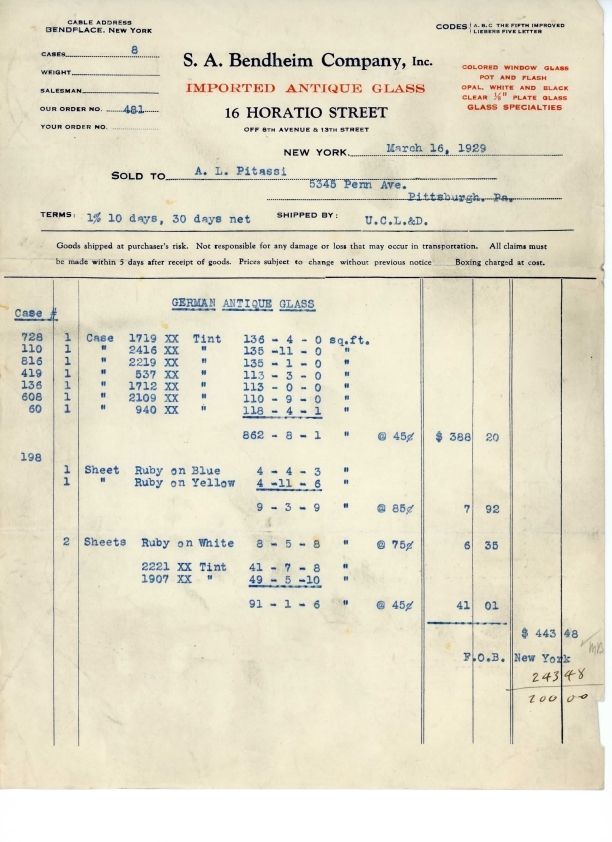 CABLE ADDRESS
BENDPLACE. NEW YORK
CODES A. B. C THE FIFTH IMPROVED
LIEBERS FIVE LETTER
CASES 8
WEIGHT
SALESMAN
OUR ORDER NO. 481
YOUR ORDER NO.
S. A. Bendheim Company, Inc.
IMPORTED ANTIQUE GLASS
16 HORATIO STREET
OFF 8TH AVENUE & 13TH STREET
COLORED WINDOW GLASS
POT AND FLASH
OPAL, WHITE AND BLACK
CLEAR 1/8" PLATE GLASS
GLASS SPECIALTIES
NEW YORK. March 16, 1929
SOLD TO A. L. Pitassi
5345 Penn Ave.
Pittsburgh. Pa.
TERMS: 1% 10 days, 30 days net SHIPPED BY: U.C.L.&D.
Goods shipped at purchaser's risk. Not responsible for any damage or loss that may occur in transportation. All claims must
be made within 5 days after receipt of goods. Prices subject to change without previous notice Boxing charged at cost.
GERMAN ANTIQUE GLASS
Case #
728 1 Case 1719 XX Tint 136 - 4 - 0 sq.ft.
110 1 " 2416 XX " 135 -11 - 0 "
816 1 " 2219 XX " 135 - 1 - 0 "
419 1 " 537 XX " 113 - 3 - 0 "
136 1 " 1712 XX " 113 - 0 - 0 "
608 1 " 2109 XX " 110 - 9 - 0 "
60 1 " 940 XX " 118 - 4 - 1 "
862 - 8 - 1 " @ 45¢ $ 388 20
198
1 Sheet Ruby on Blue 4 - 4 - 3 "
1 " Ruby on Yellow 4 -11 - 6 "
9 - 3 - 9 " @ 85¢ 7 92
2 Sheets Ruby on White 8 - 5 - 8 " @ 75¢ 6 35
2221 XX Tint 41 - 7 - 8 "
1907 XX " 49 - 5 -10 "
91 - 1 - 6 " @ 45¢ 41 01
$ 443 48
F.O.B. New York
243 48
200 00